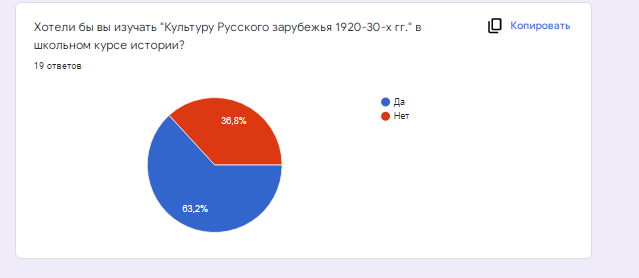 Хотели бы вы изучать "Культуру Русского зарубежья 1920-30-х гг." в
школьном курсе истории?
Копировать
19 ответов
Да
Нет
36,8%
63,2%